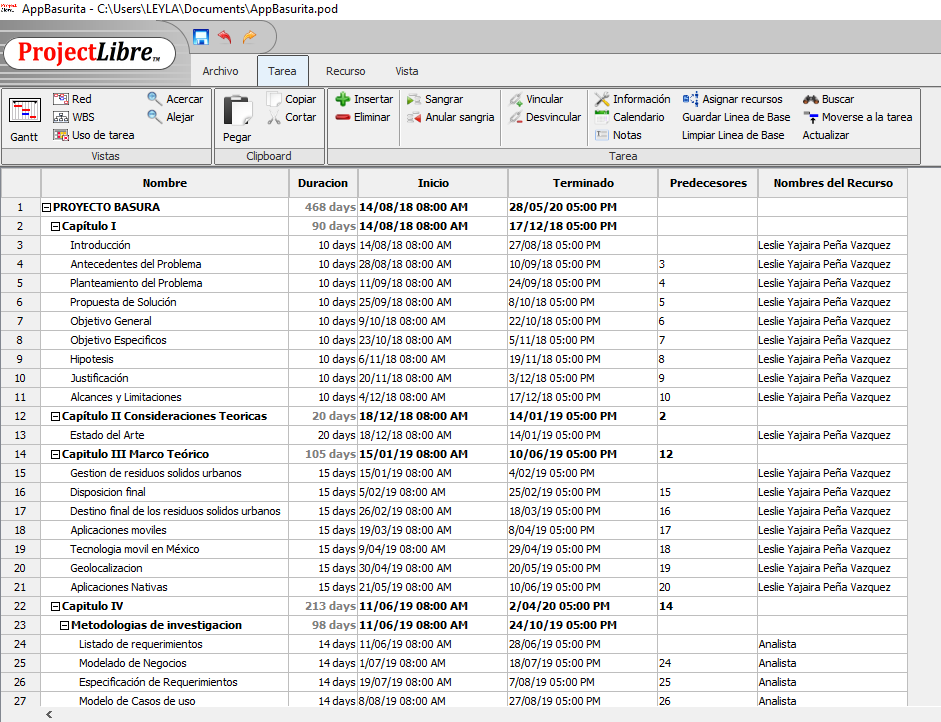 AppBasurita - C:\Users\LEYLA\Documents\AppBasurita.pod
ProjectLibre™
Archivo Tarea Recurso Vista
Red Acercar Copiar Insertar Sangrar Vincular Información Asignar recursos Buscar
WBS Alejar Cortar Eliminar Anular sangria Desvincular Calendario Guardar Linea de Base Moverse a la tarea
Gantt Uso de tarea Pegar Notas Limpiar Linea de Base Actualizar
Vistas Clipboard Tarea
Nombre Duracion Inicio Terminado Predecesores Nombres del Recurso
1 PROYECTO BASURA 468 days 14/08/18 08:00 AM 28/05/20 05:00 PM
2 Capítulo I 90 days 14/08/18 08:00 AM 17/12/18 05:00 PM
3 Introducción 10 days 14/08/18 08:00 AM 27/08/18 05:00 PM Leslie Yajaira Peña Vazquez
4 Antecedentes del Problema 10 days 28/08/18 08:00 AM 10/09/18 05:00 PM 3 Leslie Yajaira Peña Vazquez
5 Planteamiento del Problema 10 days 11/09/18 08:00 AM 24/09/18 05:00 PM 4 Leslie Yajaira Peña Vazquez
6 Propuesta de Solución 10 days 25/09/18 08:00 AM 8/10/18 05:00 PM 5 Leslie Yajaira Peña Vazquez
7 Objetivo General 10 days 9/10/18 08:00 AM 22/10/18 05:00 PM 6 Leslie Yajaira Peña Vazquez
8 Objetivo Especificos 10 days 23/10/18 08:00 AM 5/11/18 05:00 PM 7 Leslie Yajaira Peña Vazquez
9 Hipotesis 10 days 6/11/18 08:00 AM 19/11/18 05:00 PM 8 Leslie Yajaira Peña Vazquez
10 Justificación 10 days 20/11/18 08:00 AM 3/12/18 05:00 PM 9 Leslie Yajaira Peña Vazquez
11 Alcances y Limitaciones 10 days 4/12/18 08:00 AM 17/12/18 05:00 PM 10 Leslie Yajaira Peña Vazquez
12 Capítulo II Consideraciones Teoricas 20 days 18/12/18 08:00 AM 14/01/19 05:00 PM 2
13 Estado del Arte 20 days 18/12/18 08:00 AM 14/01/19 05:00 PM Leslie Yajaira Peña Vazquez
14 Capitulo III Marco Teórico 105 days 15/01/19 08:00 AM 10/06/19 05:00 PM 12
15 Gestion de residuos solidos urbanos 15 days 15/01/19 08:00 AM 4/02/19 05:00 PM Leslie Yajaira Peña Vazquez
16 Disposicion final 15 days 5/02/19 08:00 AM 25/02/19 05:00 PM 15 Leslie Yajaira Peña Vazquez
17 Destino final de los residuos solidos urbanos 15 days 26/02/19 08:00 AM 18/03/19 05:00 PM 16 Leslie Yajaira Peña Vazquez
18 Aplicaciones moviles 15 days 19/03/19 08:00 AM 8/04/19 05:00 PM 17 Leslie Yajaira Peña Vazquez
19 Tecnologia movil en México 15 days 9/04/19 08:00 AM 29/04/19 05:00 PM 18 Leslie Yajaira Peña Vazquez
20 Geolocalizacion 15 days 30/04/19 08:00 AM 20/05/19 05:00 PM 19 Leslie Yajaira Peña Vazquez
21 Aplicaciones Nativas 15 days 21/05/19 08:00 AM 10/06/19 05:00 PM 20 Leslie Yajaira Peña Vazquez
22 Capitulo IV 213 days 11/06/19 08:00 AM 2/04/20 05:00 PM 14
23 Metodologias de investigacion 98 days 11/06/19 08:00 AM 24/10/19 05:00 PM
24 Listado de requerimientos 14 days 11/06/19 08:00 AM 28/06/19 05:00 PM Analista
25 Modelado de Negocios 14 days 1/07/19 08:00 AM 18/07/19 05:00 PM 24 Analista
26 Especificación de Requerimientos 14 days 19/07/19 08:00 AM 7/08/19 05:00 PM 25 Analista
27 Modelo de Casos de uso 14 days 8/08/19 08:00 AM 27/08/19 05:00 PM 26 Analista